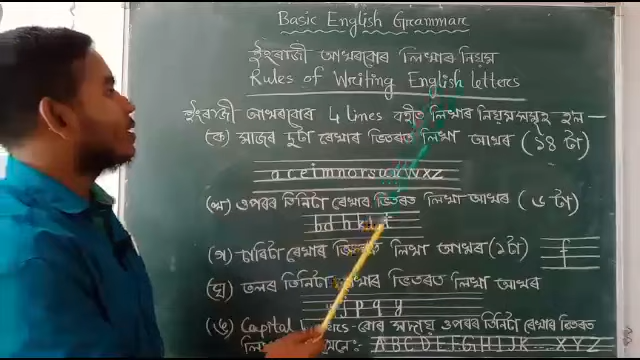 Basic English Grammar
ইংৰাজী আখৰবোৰ লিখাৰ নিয়ম
Rules of Writing English letters
ইংৰাজী আখৰবোৰ 4 lines বহীত লিখাৰ নিয়মসমূহ হ'ল —
(ক) মাজৰ দুটা ৰেখাৰ ভিতৰত লিখা আখৰ (১৪ টা)
a c e i m n o r s u v w x z
(খ) ওপৰৰ তিনিটা ৰেখাৰ ভিতৰত লিখা আখৰ (৬ টা)
b d h k l t
(গ) চাৰিটা ৰেখাৰ ভিতৰত লিখা আখৰ (১টা) f
(ঘ) তলৰ তিনিটা ৰেখাৰ ভিতৰত লিখা আখৰ
j p q y
(ঙ) Capital বোৰ সদায় ওপৰৰ তিনিটা ৰেখাৰ ভিতৰত
A B C D E F G H I J K ... X Y Z